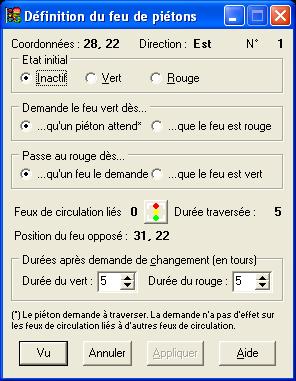 Définition du feu de piétons
Coordonnées : 28, 22 Direction : Est N° 1
Etat initial
Inactif Vert Rouge
Demande le feu vert dès...
...qu'un piéton attend* ...que le feu est rouge
Passe au rouge dès...
...qu'un feu le demande ...que le feu est vert
Feux de circulation liés 0 Durée traversée : 5
Position du feu opposé : 31, 22
Durées après demande de changement (en tours)
Durée du vert : 5 Durée du rouge : 5
(*) Le piéton demande à traverser. La demande n'a pas d'effet sur
les feux de circulation liés à d'autres feux de circulation.
Vu Annuler Appliquer Aide